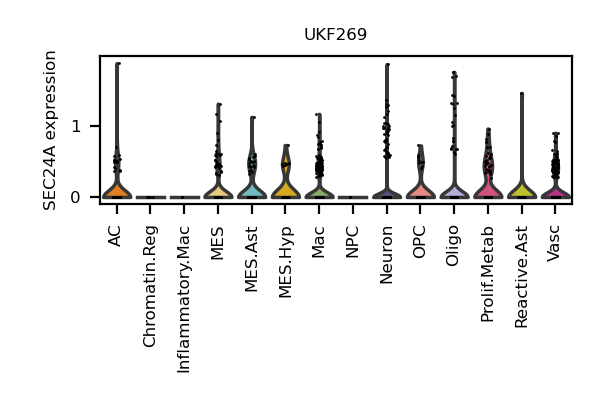 UKF269
SEC24A expression
1
0
AC
Chromatin.Reg
Inflammatory.Mac
MES
MES.Ast
MES.Hyp
Mac
NPC
Neuron
OPC
Oligo
Prolif.Metab
Reactive.Ast
Vasc